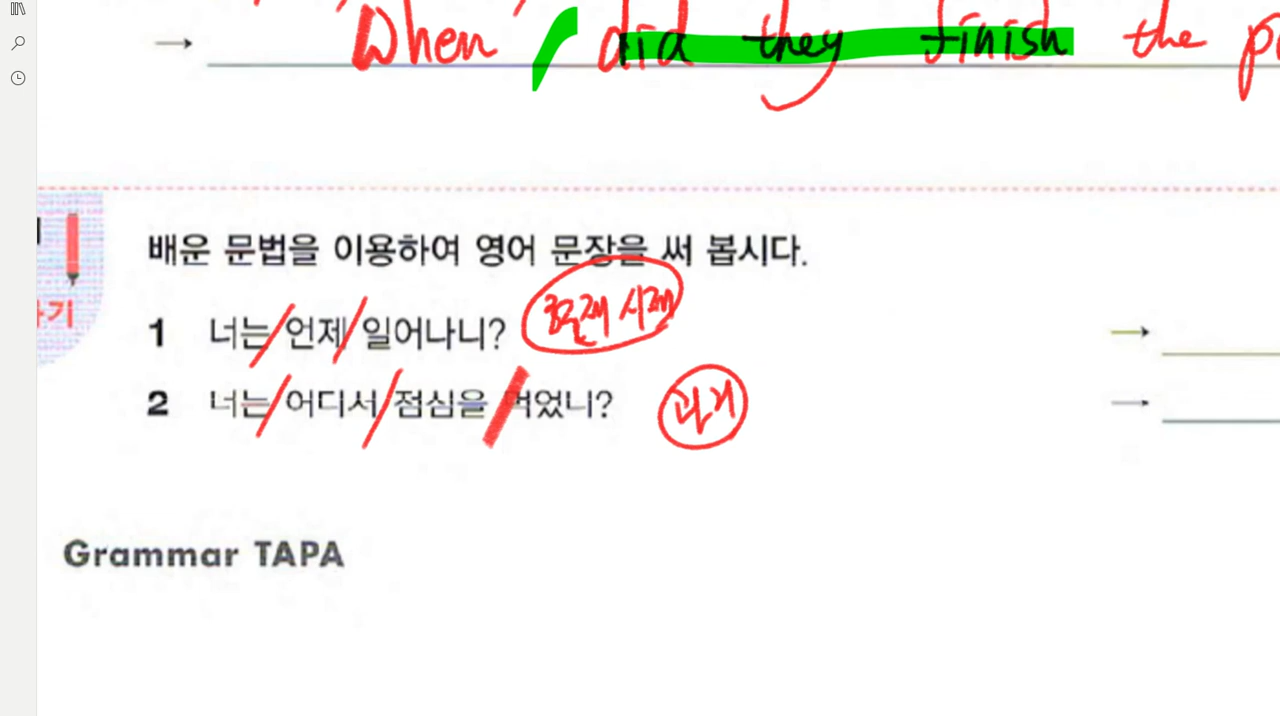 → When did they finish the
배운 문법을 이용하여 영어 문장을 써 봅시다.
기
1 너는/언제/일어나니? 현재 시제 →
2 너는/어디서/점심을/먹었니? 과거 →
Grammar TAPA